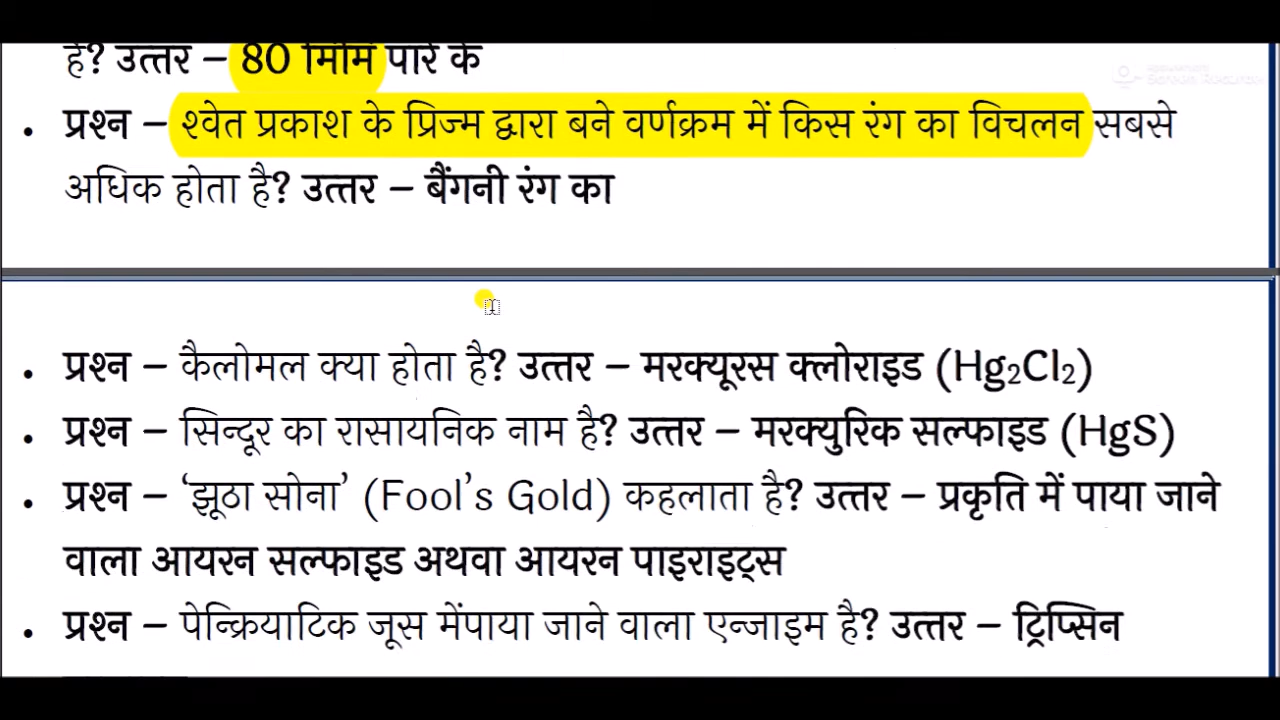 है? उत्तर – 80 मिमि पारे के
• प्रश्न – श्वेत प्रकाश के प्रिज्म द्वारा बने वर्णक्रम में किस रंग का विचलन सबसे
अधिक होता है? उत्तर – बैंगनी रंग का
• प्रश्न – कैलोमल क्या होता है? उत्तर – मरक्यूरस क्लोराइड (Hg₂Cl₂)
• प्रश्न – सिन्दूर का रासायनिक नाम है? उत्तर – मरक्युरिक सल्फाइड (HgS)
• प्रश्न – ‘झूठा सोना’ (Fool’s Gold) कहलाता है? उत्तर – प्रकृति में पाया जाने
वाला आयरन सल्फाइड अथवा आयरन पाइराइट्स
• प्रश्न – पेन्क्रियाटिक जूस मेंपाया जाने वाला एन्जाइम है? उत्तर – ट्रिप्सिन